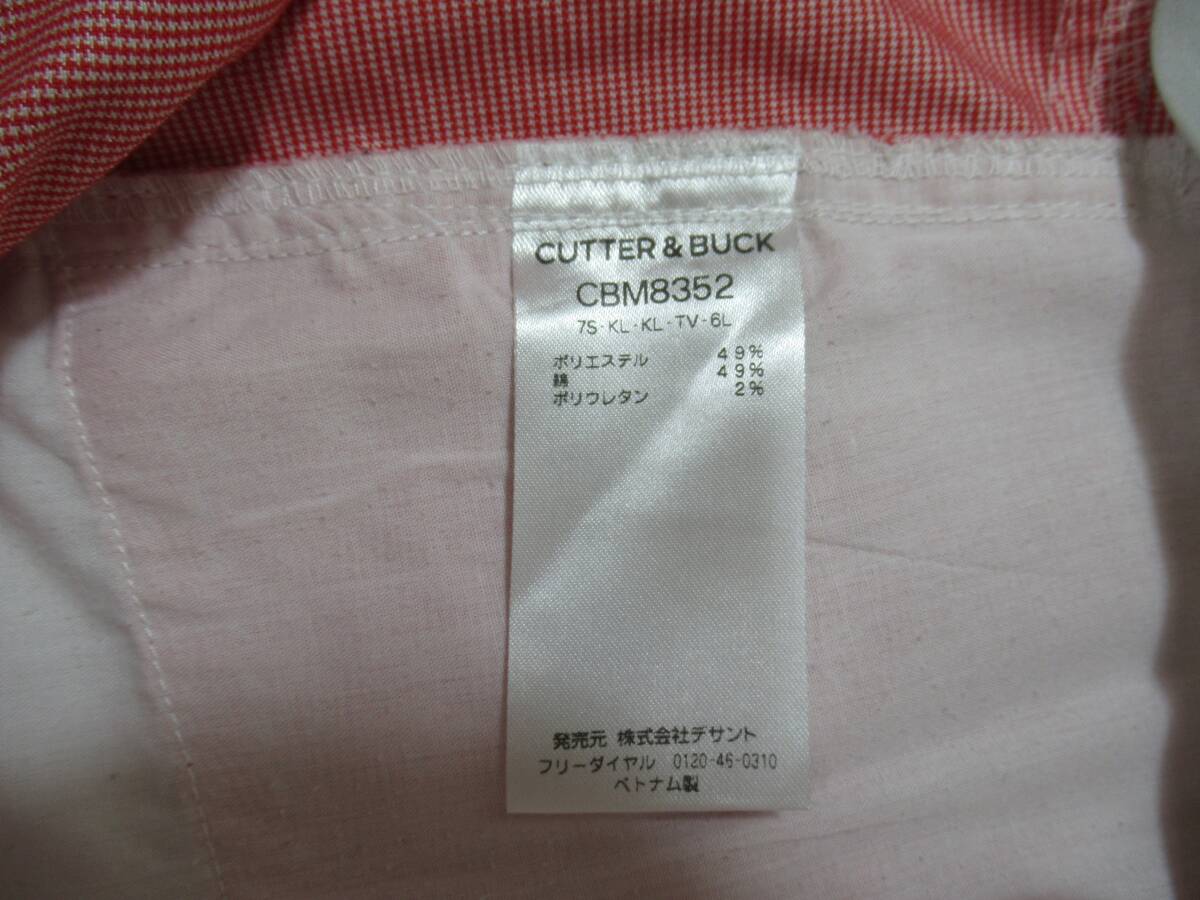 CUTTER & BUCK
CBM8352
7S-KL-KL-TV-6L
ポリエステル 49%
綿 49%
ポリウレタン 2%
発売元 株式会社デサント
フリーダイヤル 0120-46-0310
ベトナム製